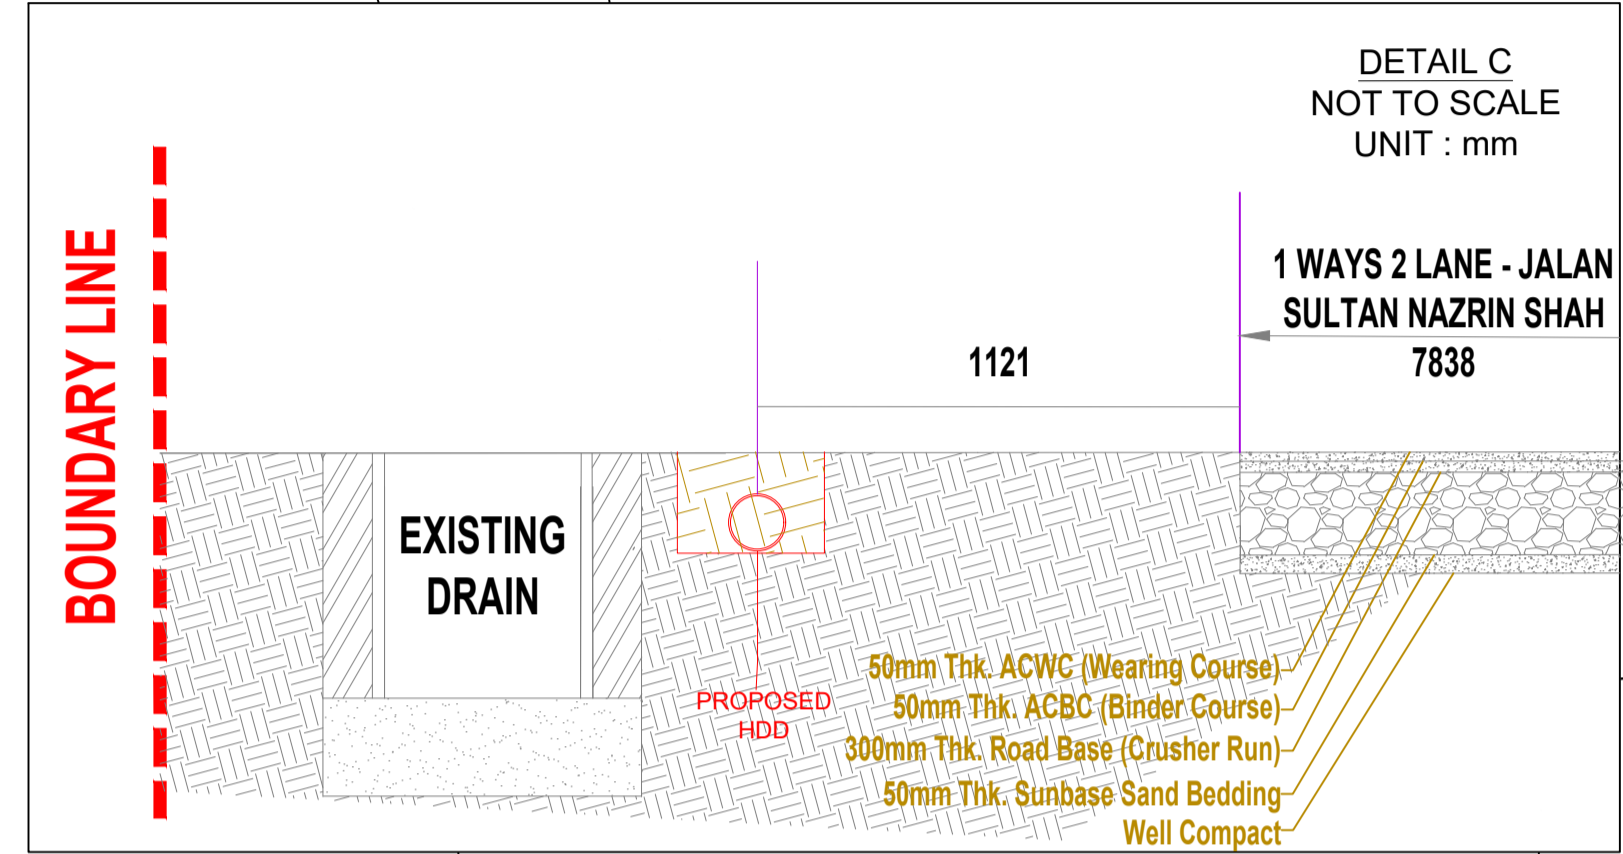 DETAIL C
NOT TO SCALE
UNIT : mm
BOUNDARY LINE
1 WAYS 2 LANE - JALAN
SULTAN NAZRIN SHAH
1121
7838
EXISTING
DRAIN
PROPOSED
HDD
50mm Thk. ACWC (Wearing Course)
50mm Thk. ACBC (Binder Course)
300mm Thk. Road Base (Crusher Run)
50mm Thk. Sunbase Sand Bedding
Well Compact